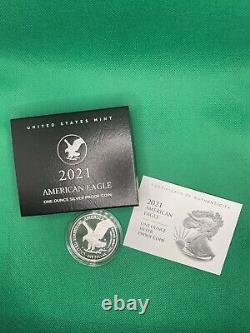 UNITED STATES MINT
2021
AMERICAN EAGLE
ONE OUNCE SILVER PROOF COIN
CERTIFICATE OF AUTHENTICITY
2021
AMERICAN
EAGLE
ONE OUNCE
SILVER
PROOF COIN